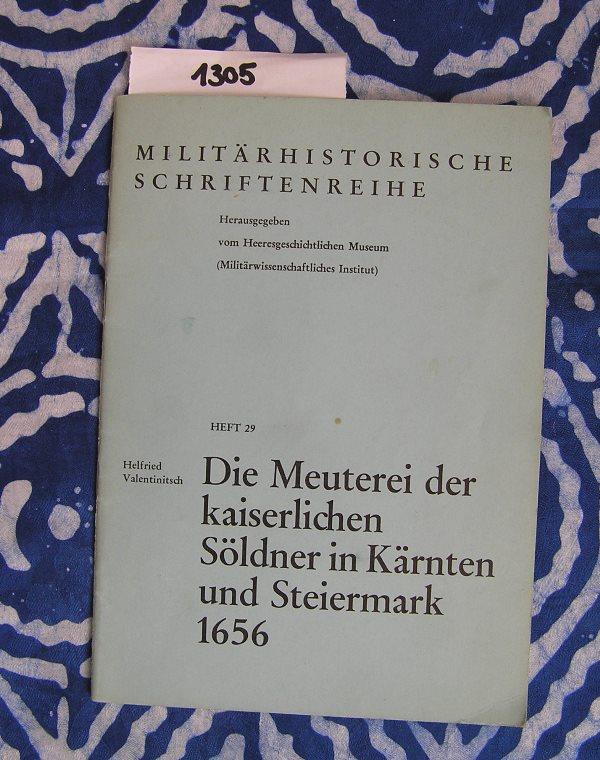 1305
MILITÄRHISTORISCHE
SCHRIFTENREIHE
Herausgegeben
vom Heeresgeschichtlichen Museum
(Militärwissenschaftliches Institut)
HEFT 29
Helfried
Valentinitsch
Die Meuterei der
kaiserlichen
Söldner in Kärnten
und Steiermark
1656